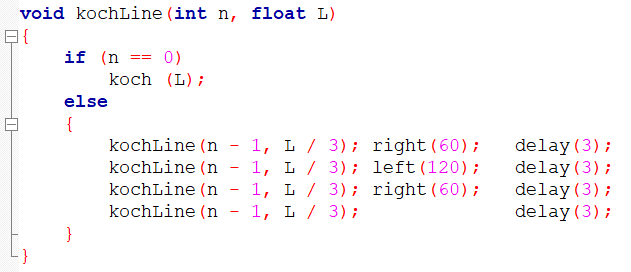 void kochLine(int n, float L)
{
    if (n == 0)
        koch (L);
    else
    {
        kochLine(n - 1, L / 3); right(60);   delay(3);
        kochLine(n - 1, L / 3); left(120);   delay(3);
        kochLine(n - 1, L / 3); right(60);   delay(3);
        kochLine(n - 1, L / 3);              delay(3);
    }
}